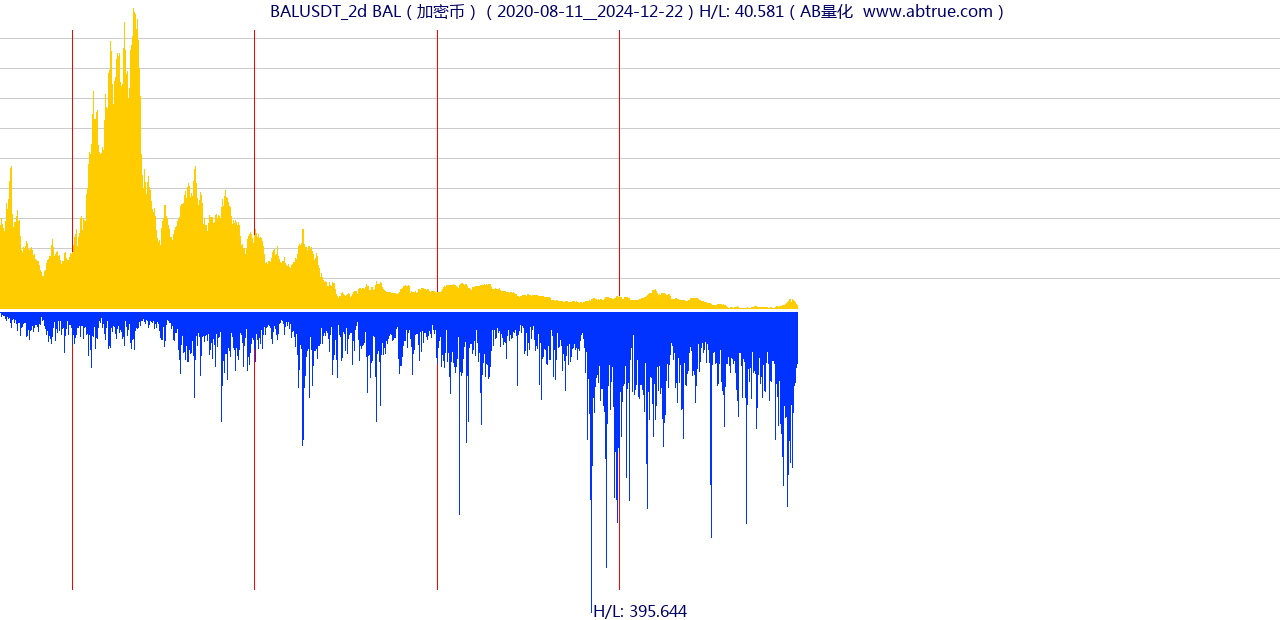 BALUSDT_2d BAL ( 加密币 ) ( 2020-08-11__2024-12-22 ) H/L: 40.581 ( AB量化  www.abtrue.com )
H/L: 395.644